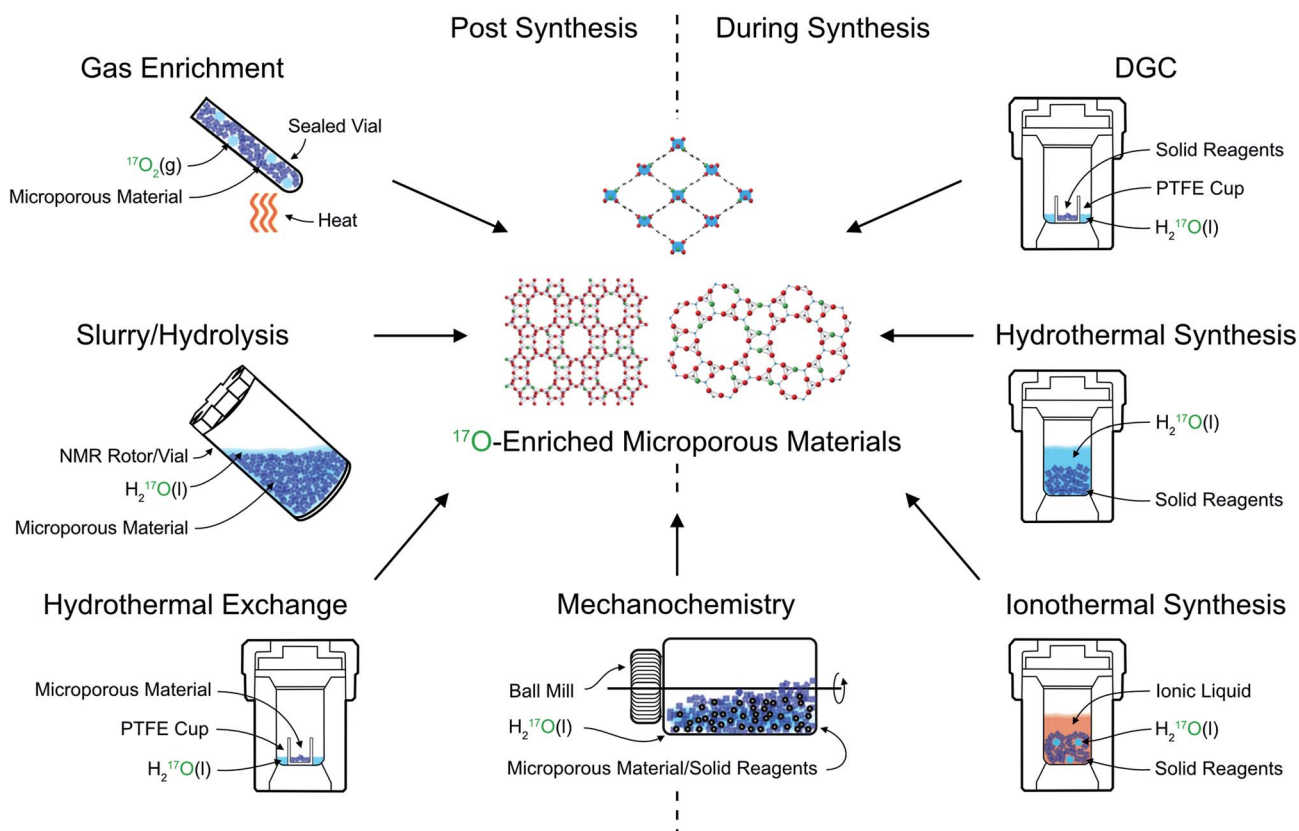 Post Synthesis
During Synthesis
Gas Enrichment
Sealed Vial
¹⁷O₂(g)
Microporous Material
Heat
DGC
Solid Reagents
PTFE Cup
H₂¹⁷O(l)
Slurry/Hydrolysis
NMR Rotor/Vial
H₂¹⁷O(l)
Microporous Material
Hydrothermal Synthesis
H₂¹⁷O(l)
Solid Reagents
¹⁷O-Enriched Microporous Materials
Hydrothermal Exchange
Microporous Material
PTFE Cup
H₂¹⁷O(l)
Mechanochemistry
Ball Mill
H₂¹⁷O(l)
Microporous Material/Solid Reagents
Ionothermal Synthesis
Ionic Liquid
H₂¹⁷O(l)
Solid Reagents